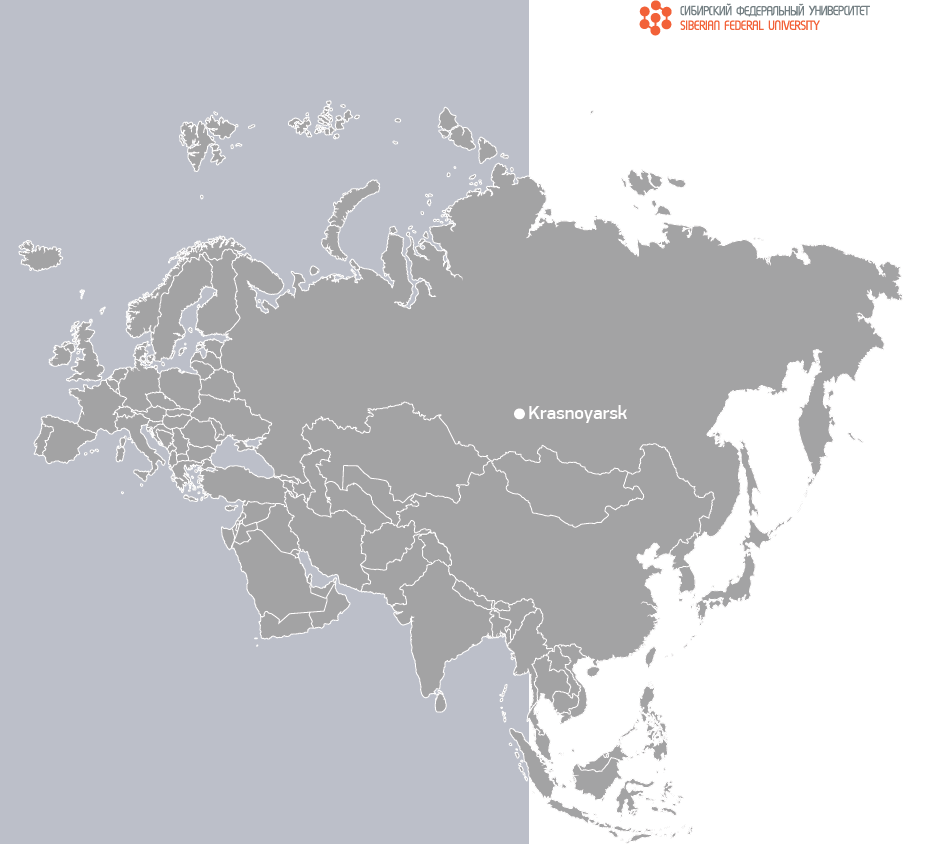 СИБИРСКИЙ ФЕДЕРАЛЬНЫЙ УНИВЕРСИТЕТ
SIBERIAN FEDERAL UNIVERSITY
Krasnoyarsk